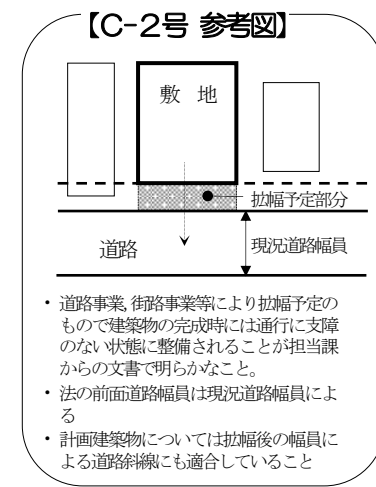 【C-2号 参考図】
敷 地
拡幅予定部分
道路
現況道路幅員
・ 道路事業,街路事業等により拡幅予定の
もので建築物の完成時には通行に支障
のない状態に整備されることが担当課
からの文書で明らかなこと。
・ 法の前面道路幅員は現況道路幅員によ
る
・ 計画建築物については拡幅後の幅員に
よる道路斜線にも適合していること